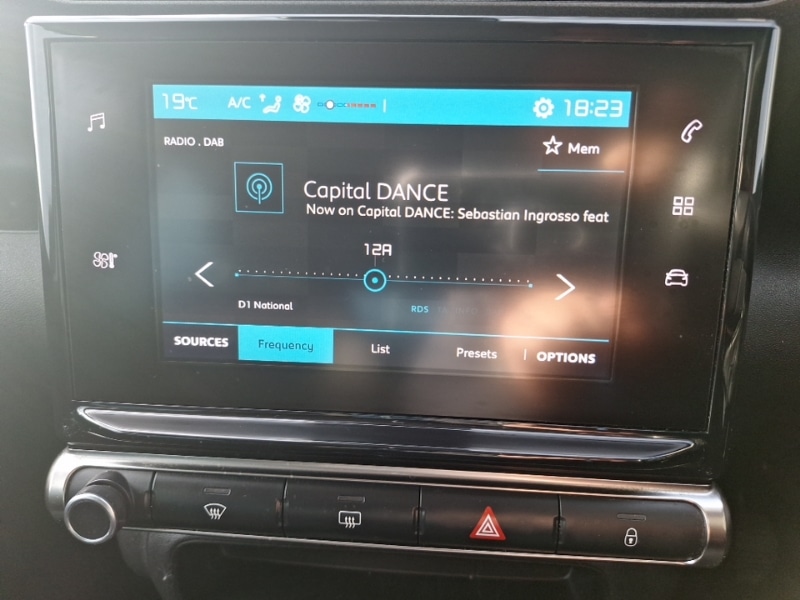 19°C A/C 18:23
RADIO . DAB
Mem
Capital DANCE
Now on Capital DANCE: Sebastian Ingrosso feat
12A
D1 National
RDS
SOURCES Frequency List Presets OPTIONS